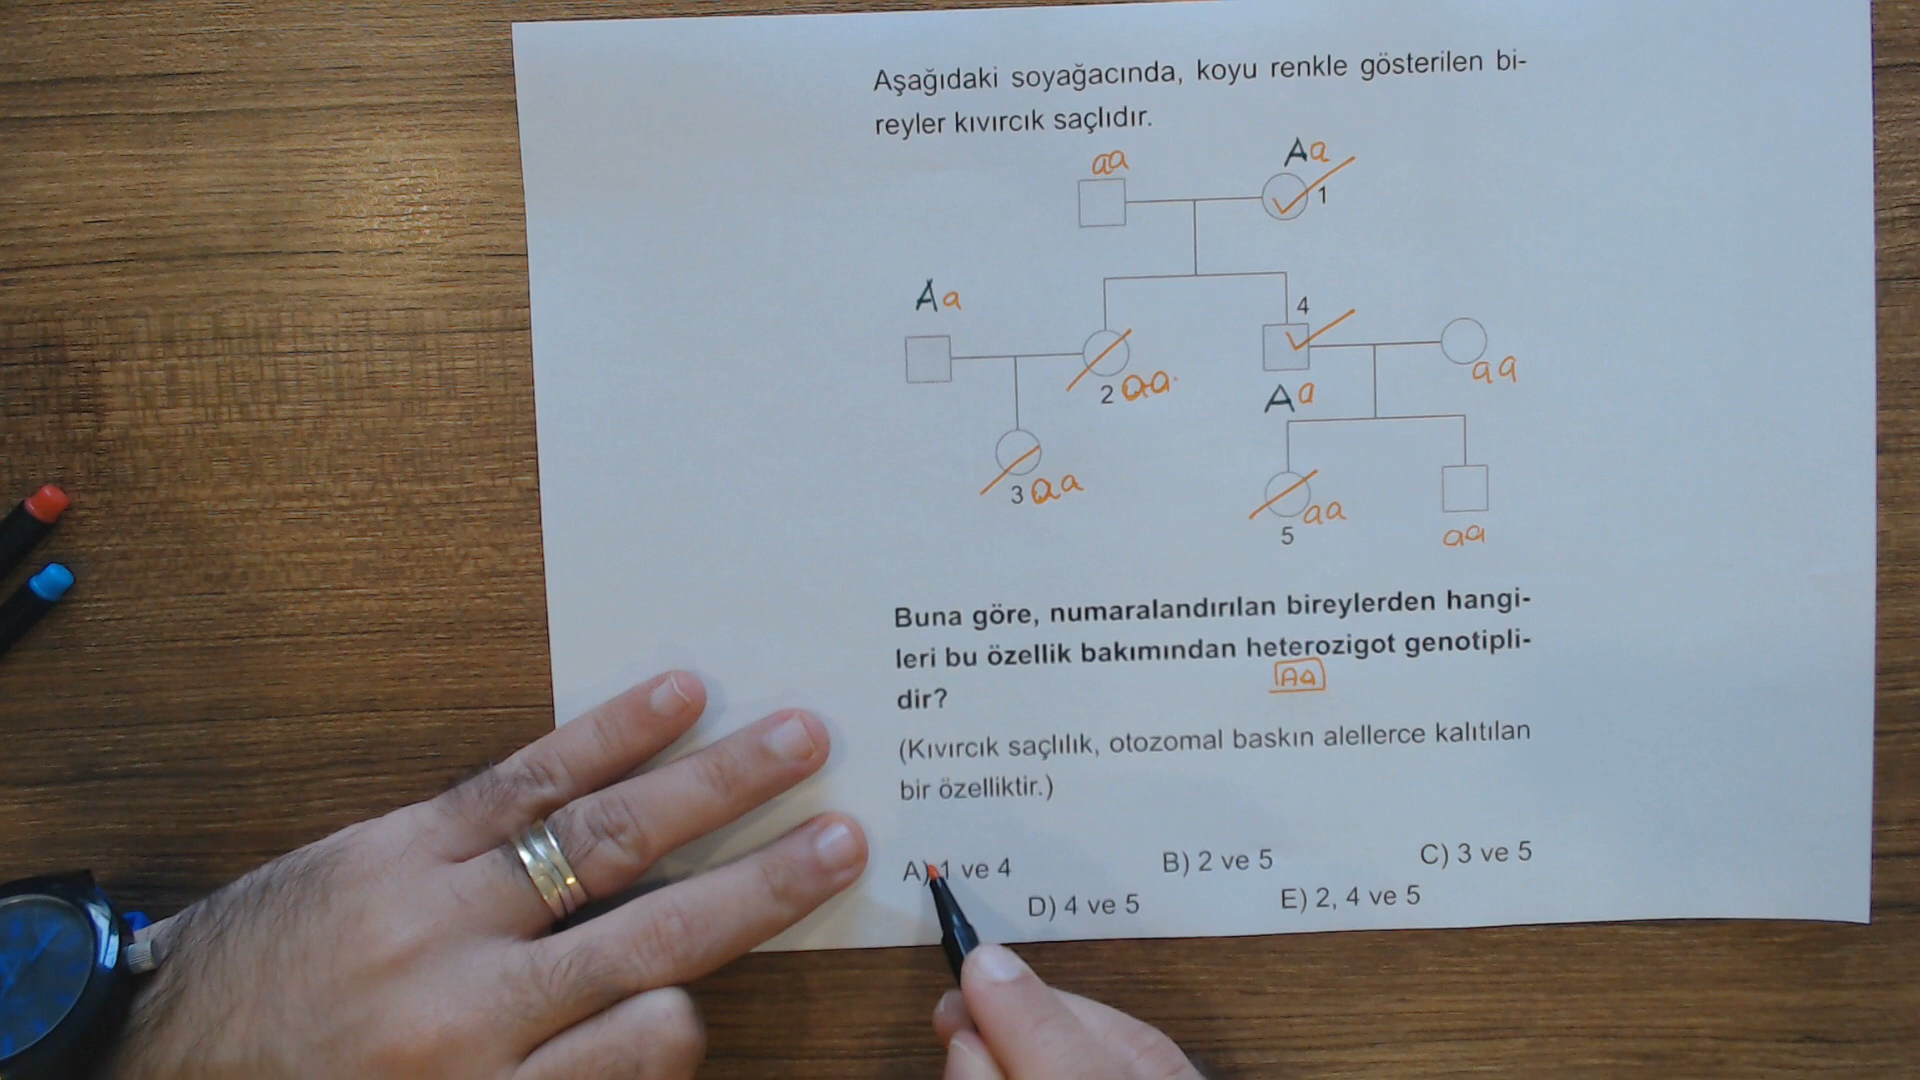 Aşağıdaki soyağacında, koyu renkle gösterilen bi-
reyler kıvırcık saçlıdır.
aa
Aa
1
Aa
4
2 aa
Aa
aa
3 aa
aa
5
aa
Buna göre, numaralandırılan bireylerden hangi-
leri bu özellik bakımından heterozigot genotipli-
Aa
dir?
(Kıvırcık saçlılık, otozomal baskın alellerce kalıtılan
bir özelliktir.)
A) 1 ve 4 B) 2 ve 5 C) 3 ve 5
D) 4 ve 5 E) 2, 4 ve 5